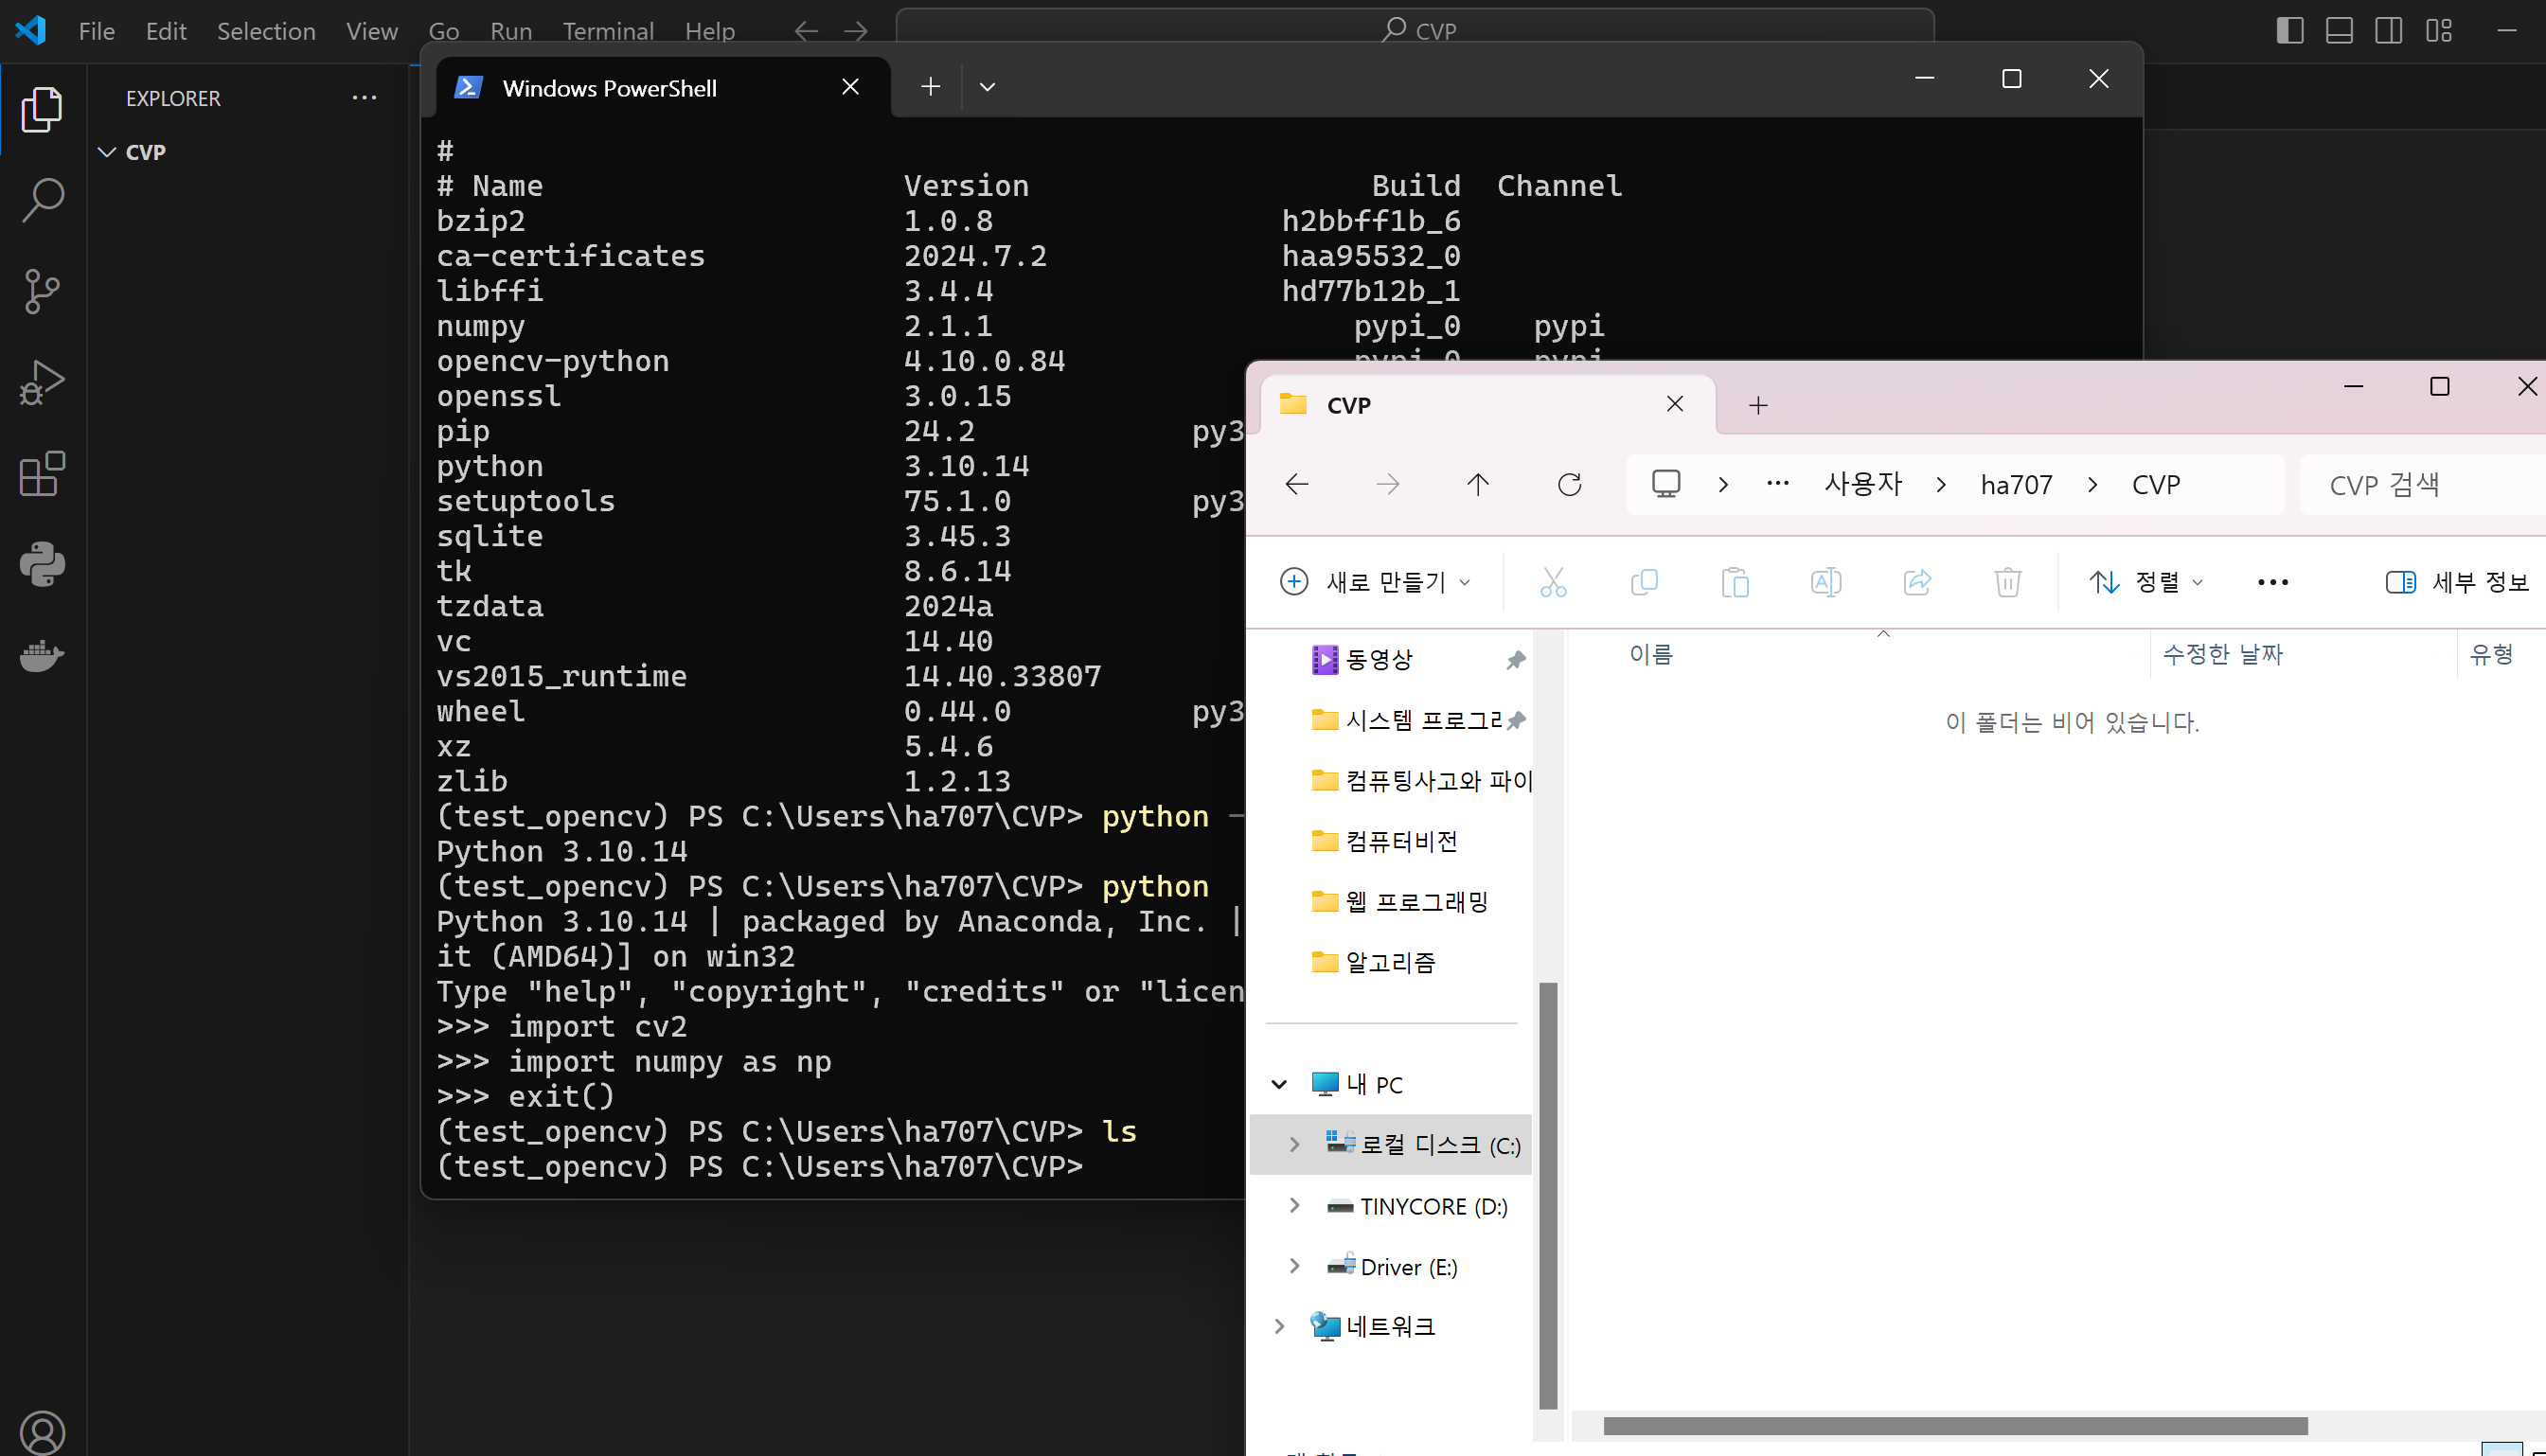 File Edit Selection View Go Run Terminal Help CVP
EXPLORER
CVP
Windows PowerShell
#
# Name Version Build Channel
bzip2 1.0.8 h2bbff1b_6
ca-certificates 2024.7.2 haa95532_0
libffi 3.4.4 hd77b12b_1
numpy 2.1.1 pypi_0 pypi
opencv-python 4.10.0.84 pypi_0 pypi
openssl 3.0.15
pip 24.2 py3
python 3.10.14
setuptools 75.1.0 py3
sqlite 3.45.3
tk 8.6.14
tzdata 2024a
vc 14.40
vs2015_runtime 14.40.33807
wheel 0.44.0 py3
xz 5.4.6
zlib 1.2.13
(test_opencv) PS C:\Users\ha707\CVP> python -
Python 3.10.14
(test_opencv) PS C:\Users\ha707\CVP> python
Python 3.10.14 | packaged by Anaconda, Inc. |
it (AMD64)] on win32
Type "help", "copyright", "credits" or "licen
>>> import cv2
>>> import numpy as np
>>> exit()
(test_opencv) PS C:\Users\ha707\CVP> ls
(test_opencv) PS C:\Users\ha707\CVP>
CVP
사용자 > ha707 > CVP
CVP 검색
새로 만들기 정렬 세부 정보
이름 수정한 날짜 유형
이 폴더는 비어 있습니다.
동영상
시스템 프로그
컴퓨팅사고와 파이
컴퓨터비전
웹 프로그래밍
알고리즘
내 PC
로컬 디스크 (C:)
TINYCORE (D:)
Driver (E:)
네트워크